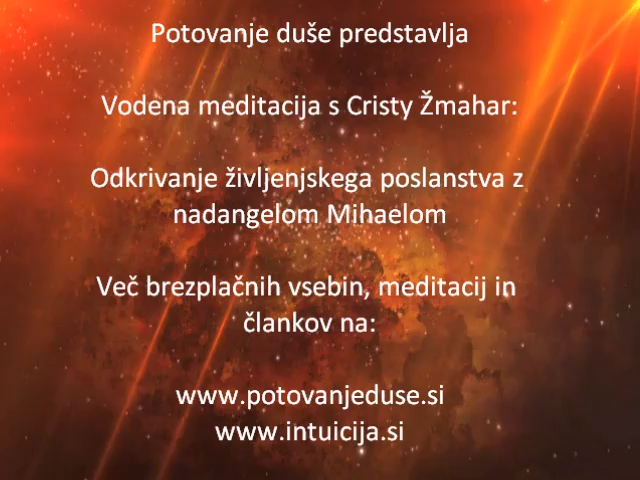 Potovanje duše predstavlja
Vodena meditacija s Cristy Žmahar:
Odkrivanje življenjskega poslanstva z
nadangelom Mihaelom
Več brezplačnih vsebin, meditacij in
člankov na:
www.potovanjeduse.si
www.intuicija.si